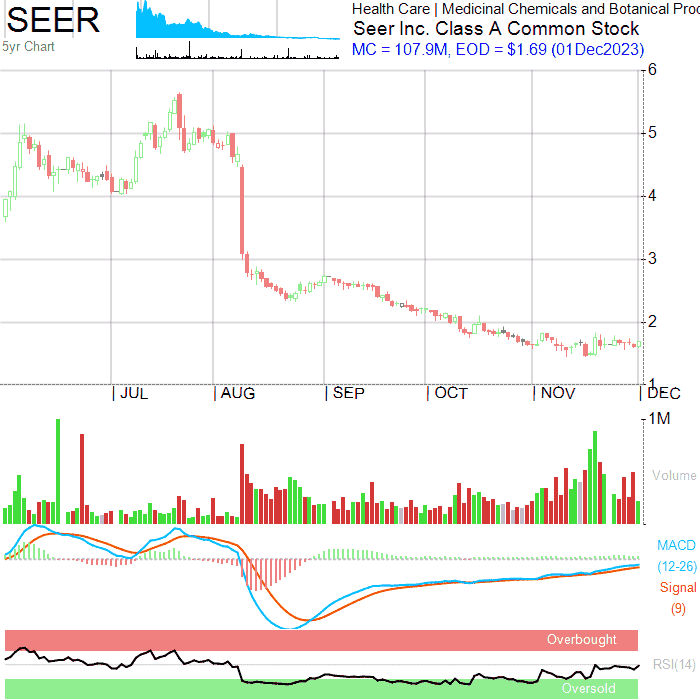 SEER
5yr Chart
Health Care | Medicinal Chemicals and Botanical Prod
Seer Inc. Class A Common Stock
MC = 107.9M, EOD = $1.69 (01Dec2023)
6
5
4
3
2
1
| JUL | AUG | SEP | OCT | NOV | DEC
1M
Volume
MACD
(12-26)
Signal
(9)
Overbought
RSI(14)
Oversold